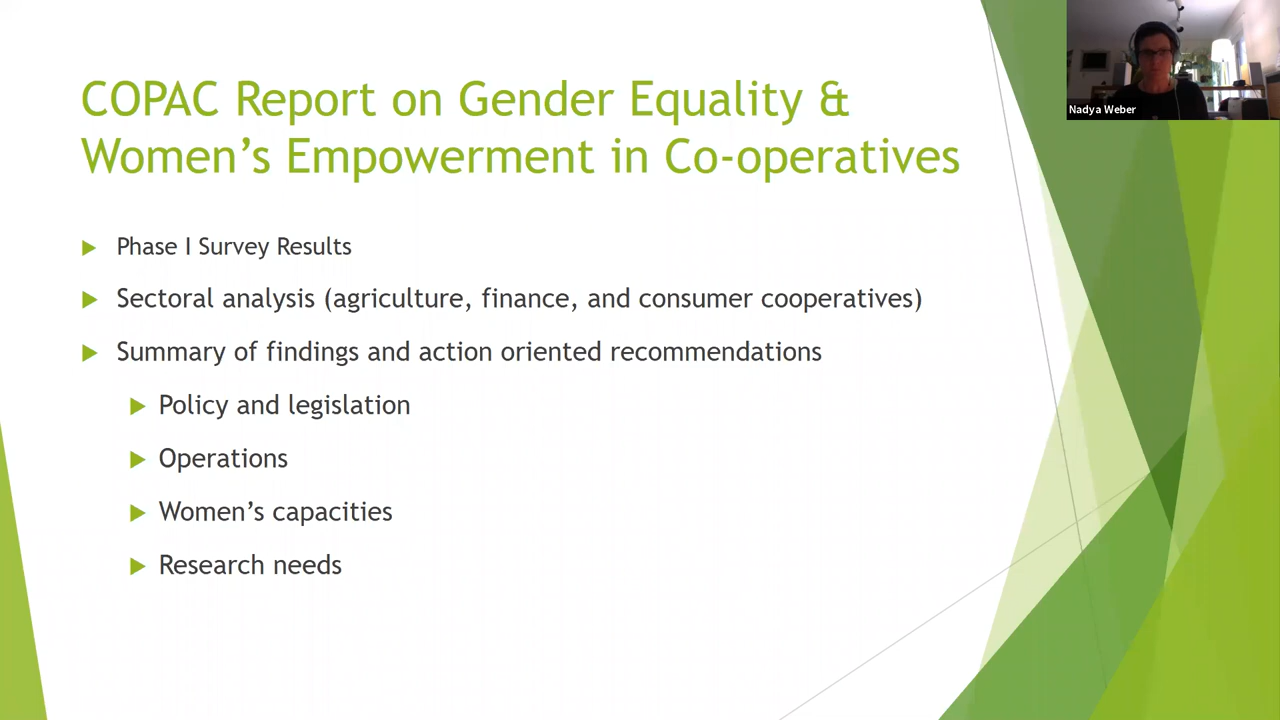 COPAC Report on Gender Equality &
Women’s Empowerment in Co-operatives
Phase I Survey Results
Sectoral analysis (agriculture, finance, and consumer cooperatives)
Summary of findings and action oriented recommendations
Policy and legislation
Operations
Women’s capacities
Research needs
Nadya Weber